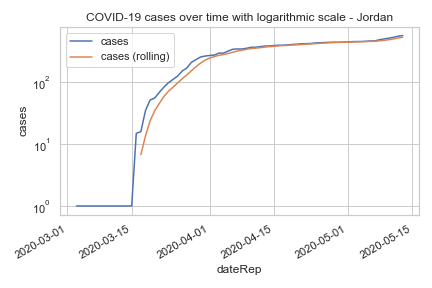 COVID-19 cases over time with logarithmic scale - Jordan
cases
cases (rolling)
10²
10¹
10⁰
cases
2020-03-01
2020-03-15
2020-04-01
2020-04-15
2020-05-01
2020-05-15
dateRep